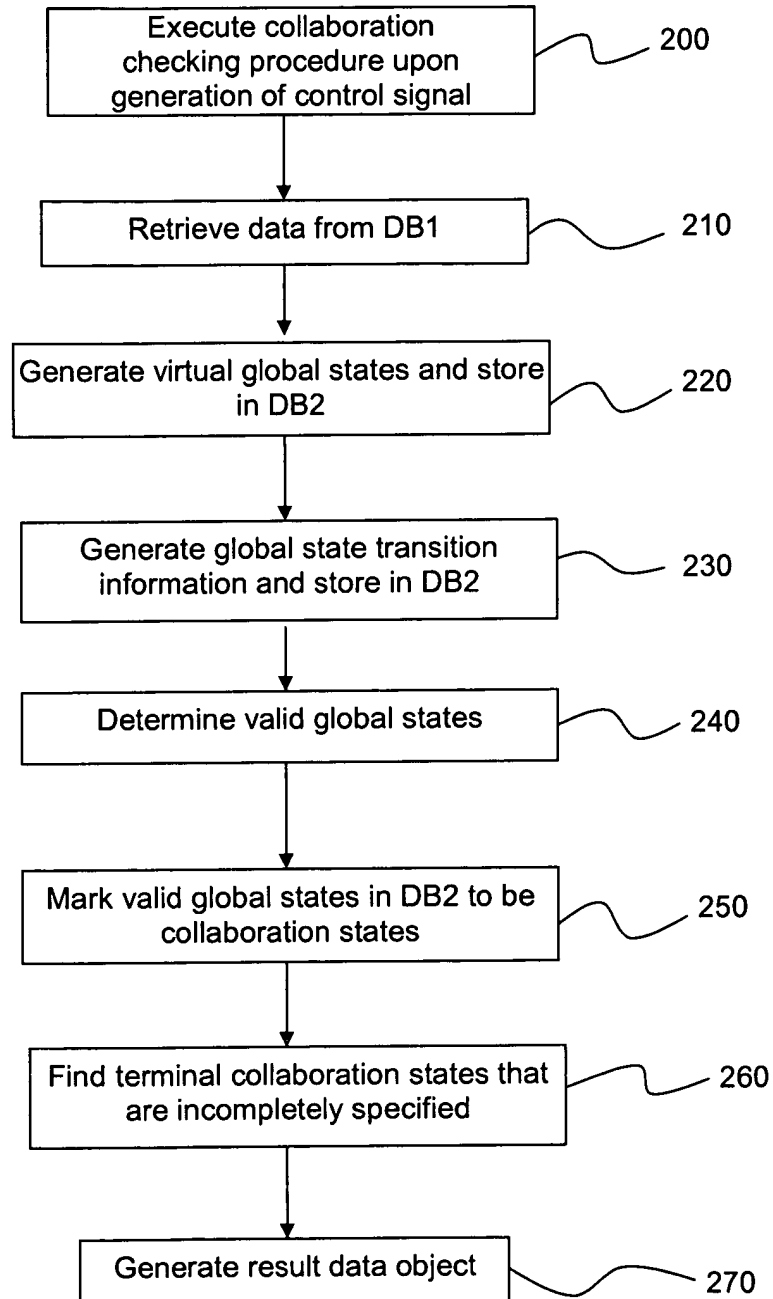 Execute collaboration
checking procedure upon
generation of control signal
200
Retrieve data from DB1
210
Generate virtual global states and store
in DB2
220
Generate global state transition
information and store in DB2
230
Determine valid global states
240
Mark valid global states in DB2 to be
collaboration states
250
Find terminal collaboration states that
are incompletely specified
260
Generate result data object
270